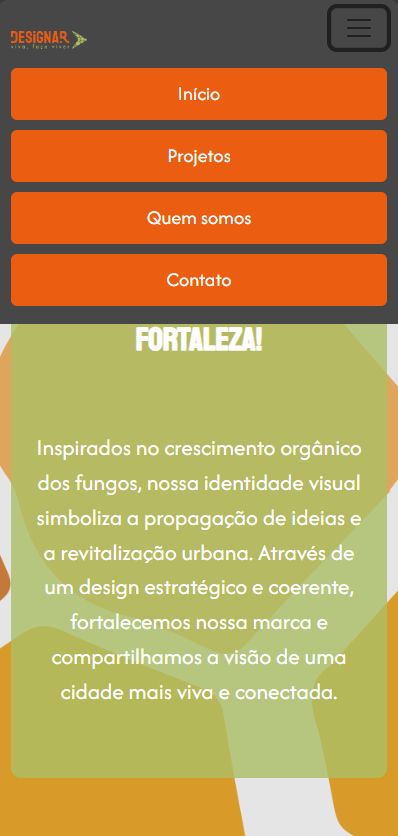 DESIGNAR
viva, faça viver
Início
Projetos
Quem somos
Contato
FORTALEZA!
Inspirados no crescimento orgânico
dos fungos, nossa identidade visual
simboliza a propagação de ideias e
a revitalização urbana. Através de
um design estratégico e coerente,
fortalecemos nossa marca e
compartilhamos a visão de uma
cidade mais viva e conectada.